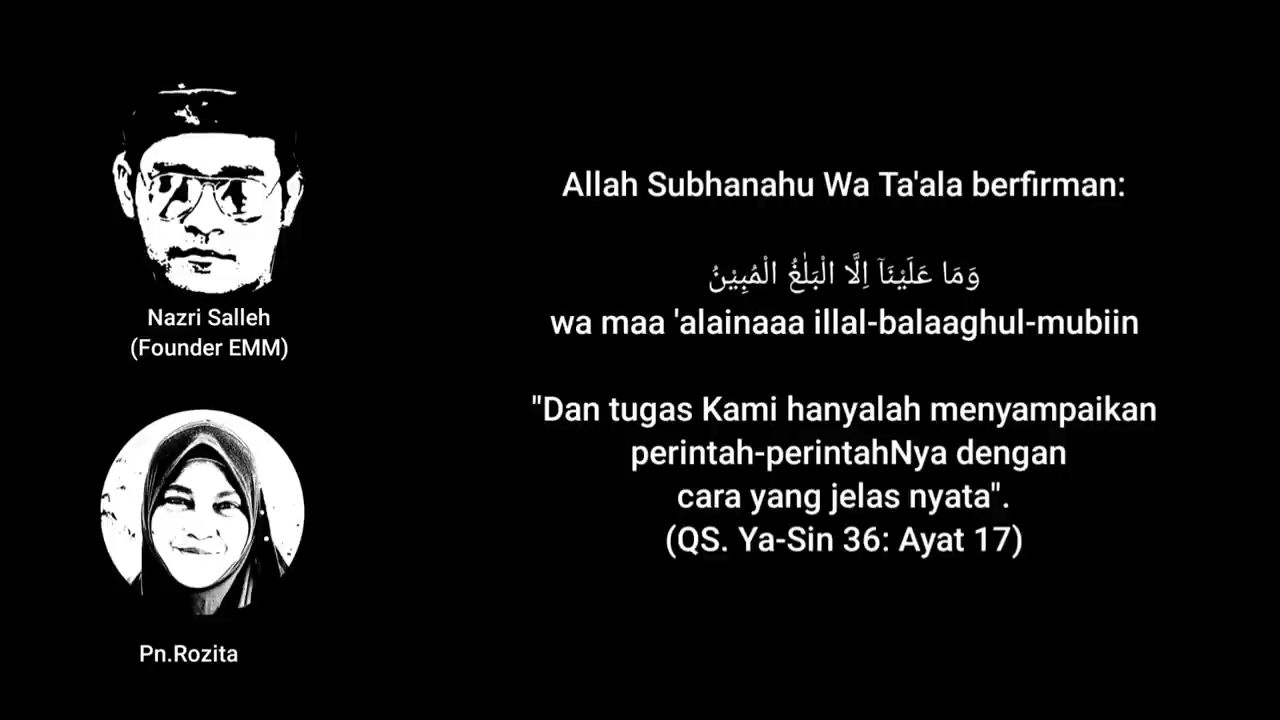 Nazri Salleh
(Founder EMM)
Pn.Rozita
Allah Subhanahu Wa Ta'ala berfirman:
وَمَا عَلَيْنَاۤ اِلَّا الْبَلٰغُ الْمُبِيْنُ
wa maa 'alainaaa illal-balaaghul-mubiin
"Dan tugas Kami hanyalah menyampaikan
perintah-perintahNya dengan
cara yang jelas nyata".
(QS. Ya-Sin 36: Ayat 17)